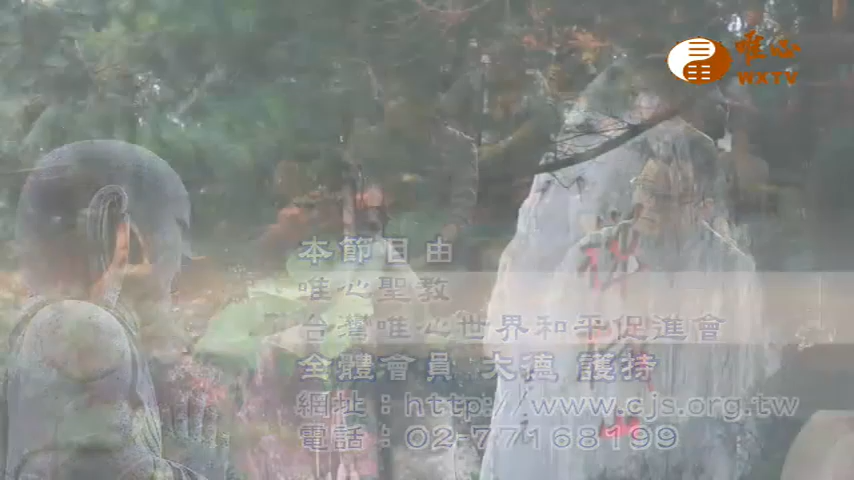 唯心
WXTV
本節目由
唯心聖教
台灣唯心世界和平促進會
全體會員 大德 護持
網址：http://www.cjs.org.tw
電話：02-77168199
禪